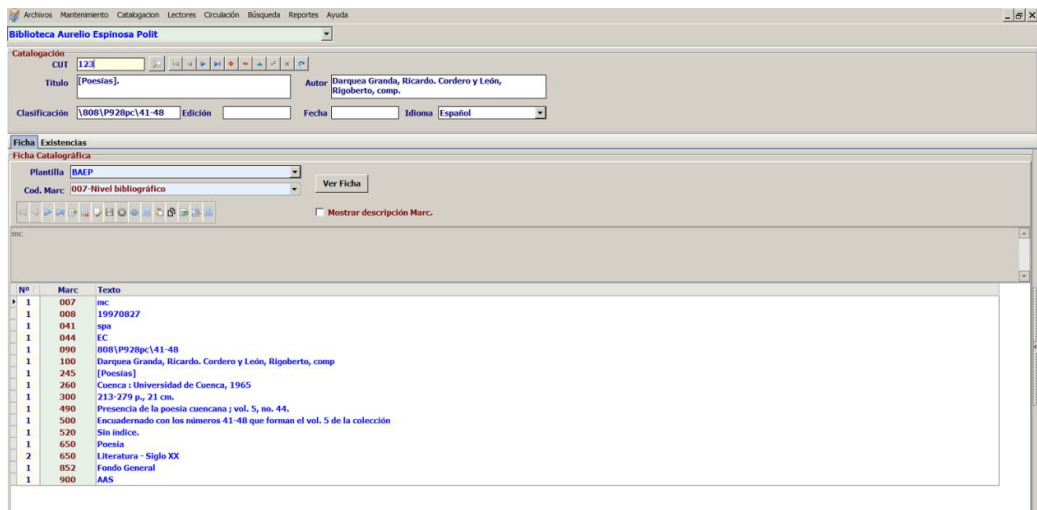 Archivos Mantenimiento Catalogacion Lectores Circulación Búsqueda Reportes Ayuda
Biblioteca Aurelio Espinosa Polit
Catalogación
CUT 123
Título [Poesías]. Autor Darquea Granda, Ricardo. Cordero y León,
Rigoberto, comp.
Clasificación \808\P928pc\41-48 Edición Fecha Idioma Español
Ficha Existencias
Ficha Catalográfica
Plantilla BAEP
Ver Ficha
Cod. Marc 007-Nivel bibliográfico
Mostrar descripción Marc.
mc
Nº Marc Texto
1 007 mc
1 008 19970827
1 041 spa
1 044 EC
1 090 808\P928pc\41-48
1 100 Darquea Granda, Ricardo. Cordero y León, Rigoberto, comp
1 245 [Poesías]
1 260 Cuenca : Universidad de Cuenca, 1965
1 300 213-279 p., 21 cm.
1 490 Presencia de la poesía cuencana ; vol. 5, no. 44.
1 500 Encuadernado con los números 41-48 que forman el vol. 5 de la colección
1 520 Sin índice.
1 650 Poesía
2 650 Literatura - Siglo XX
1 852 Fondo General
1 900 AAS